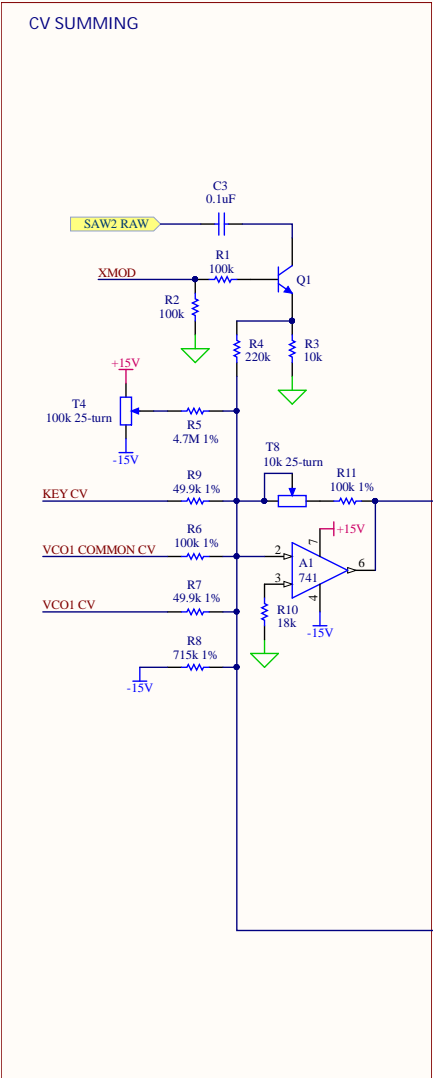 CV SUMMING
C3
0.1uF
SAW2 RAW
R1
100k
XMOD
Q1
R2
100k
R4
220k
R3
10k
+15V
T4
100k 25-turn
R5
4.7M 1%
-15V
T8
10k 25-turn
R9
49.9k 1%
R11
100k 1%
KEY CV
+15V
7
R6
100k 1%
VCO1 COMMON CV
2
A1
741
6
3
4
R7
49.9k 1%
VCO1 CV
R10
18k
-15V
R8
715k 1%
-15V